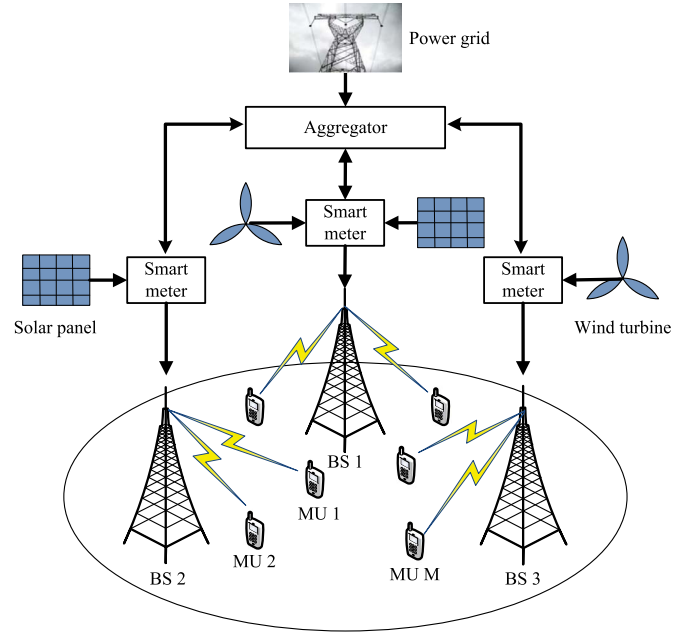 Power grid
Aggregator
Smart
meter
Smart
meter
Smart
meter
Solar panel
Wind turbine
BS 1
MU 1
MU 2
BS 2
MU M
BS 3